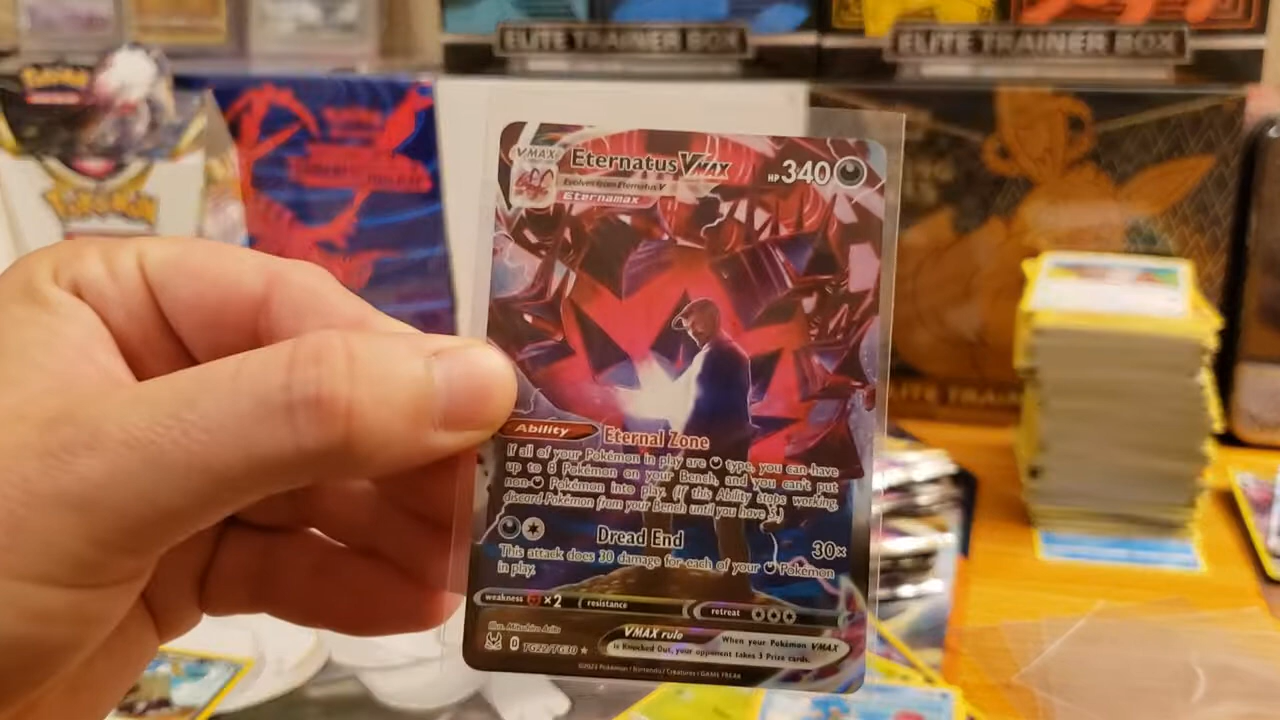 ELITE TRAINER BOX
ELITE TRAINER BOX
Pokémon
Pokémon
VMAX
Eternatus VMAX
HP 340
Evolves from Eternatus V
Eternamax
Ability
Eternal Zone
If all of your Pokémon in play are type, you can have
up to 8 Pokémon on your Bench, and you can't put
non- Pokémon into play. (If this Ability stops working,
discard Pokémon from your Bench until you have 5.)
Dread End
30×
This attack does 30 damage for each of your Pokémon
in play.
weakness ×2
resistance
retreat
Illus. Mitsuhiro Arita
D TG22/TG30 ★
VMAX rule
When your Pokémon VMAX
is Knocked Out, your opponent takes 3 Prize cards.
©2022 Pokémon / Nintendo / Creatures / GAME FREAK
ELITE TRAIN